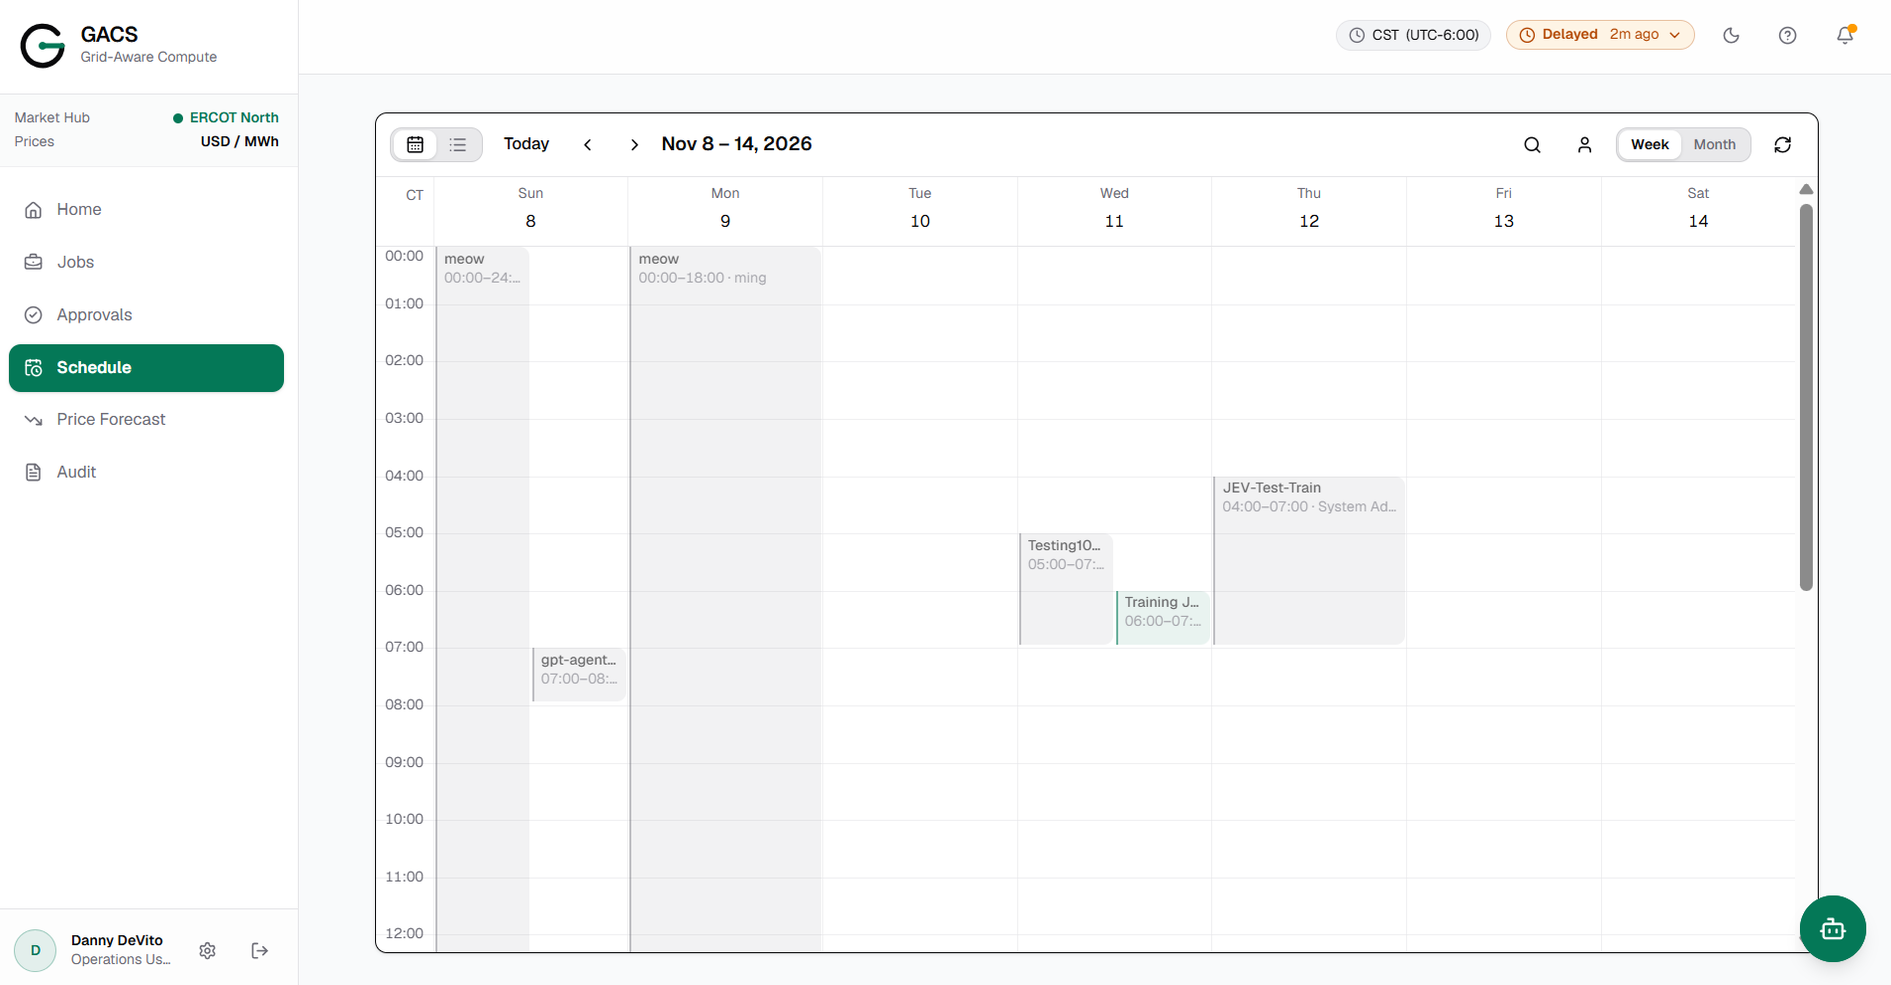 GACS
Grid-Aware Compute
Market Hub
ERCOT North
Prices
USD / MWh
Home
Jobs
Approvals
Schedule
Price Forecast
Audit
D
Danny DeVito
Operations Us...
CST (UTC-6:00)
Delayed 2m ago
Today
Nov 8 – 14, 2026
Week
Month
CT
Sun
8
Mon
9
Tue
10
Wed
11
Thu
12
Fri
13
Sat
14
00:00
01:00
02:00
03:00
04:00
05:00
06:00
07:00
08:00
09:00
10:00
11:00
12:00
meow
00:00–24:...
gpt-agent...
07:00–08:...
meow
00:00–18:00 · ming
Testing10...
05:00–07:...
Training J...
06:00–07:...
JEV-Test-Train
04:00–07:00 · System Ad...